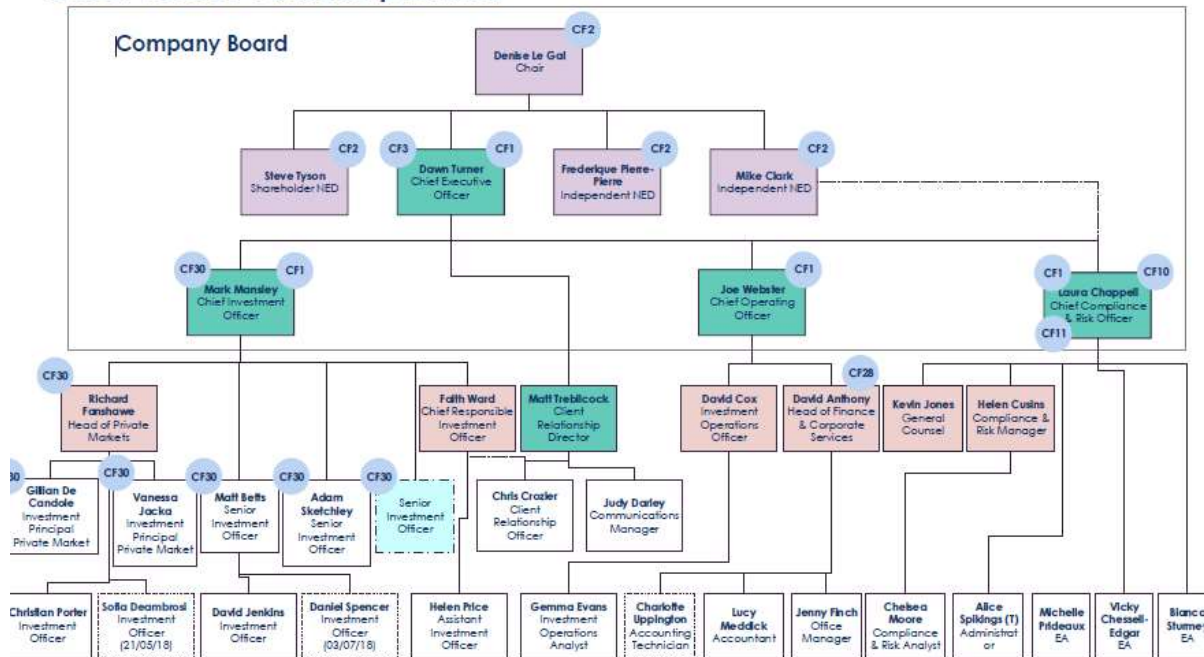 Company Board
CF2
Denise Le Gal
Chair
CF2
Steve Tyson
Shareholder NED
CF3
CF1
Dawn Turner
Chief Executive
Officer
CF2
Frederique Pierre-
Pierre
Independent NED
CF2
Mike Clark
Independent NED
CF30
CF1
Mark Mansley
Chief Investment
Officer
CF1
Joe Webster
Chief Operating
Officer
CF1
CF10
Laura Chappell
Chief Compliance
& Risk Officer
CF11
CF30
Richard
Fanshawe
Head of Private
Markets
Faith Ward
Chief Responsible
Investment
Officer
Matt Trebilcock
Client
Relationship
Director
David Cox
Investment
Operations
Officer
CF28
David Anthony
Head of Finance
& Corporate
Services
Kevin Jones
General
Counsel
Helen Cusins
Compliance &
Risk Manager
30
Gillian De
Candole
Investment
Principal
Private Market
CF30
Vanessa
Jacka
Investment
Principal
Private Market
CF30
Matt Betts
Senior
Investment
Officer
CF30
Adam
Sketchley
Senior
Investment
Officer
CF30
Senior
Investment
Officer
Chris Crozier
Client
Relationship
Officer
Judy Darley
Communications
Manager
Christian Porter
Investment
Officer
Sofia Deambrosi
Investment
Officer
(21/05/18)
David Jenkins
Investment
Officer
Daniel Spencer
Investment
Officer
(03/07/18)
Helen Price
Assistant
Investment
Officer
Gemma Evans
Investment
Operations
Analyst
Charlotte
Uppington
Accounting
Technician
Lucy
Meddick
Accountant
Jenny Finch
Office
Manager
Chelsea
Moore
Compliance
& Risk Analyst
Alice
Spikings (T)
Administrat
or
Michelle
Prideaux
EA
Vicky
Chessell-
Edgar
EA
Bianca
Sturney
EA